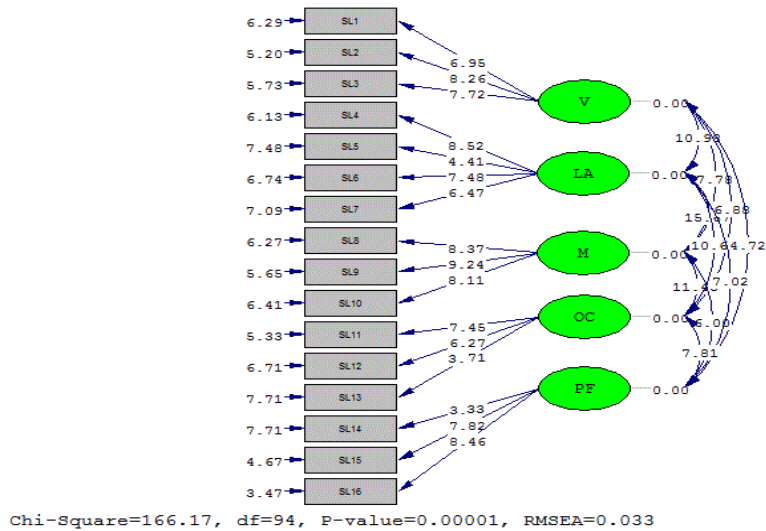 6.29 SL1
5.20 SL2
5.73 SL3
6.13 SL4
7.48 SL5
6.74 SL6
7.09 SL7
6.27 SL8
5.65 SL9
6.41 SL10
5.33 SL11
6.71 SL12
7.71 SL13
7.71 SL14
4.67 SL15
3.47 SL16
6.95
8.26
7.72
8.52
4.41
7.48
6.47
8.37
9.24
8.11
7.45
6.27
3.71
3.33
7.82
8.46
V 0.00
LA 0.00
M 0.00
OC 0.00
PF 0.00
7.78
6.88
4.72
10.64
7.02
6.00
7.81
Chi-Square=166.17, df=94, P-value=0.00001, RMSEA=0.033